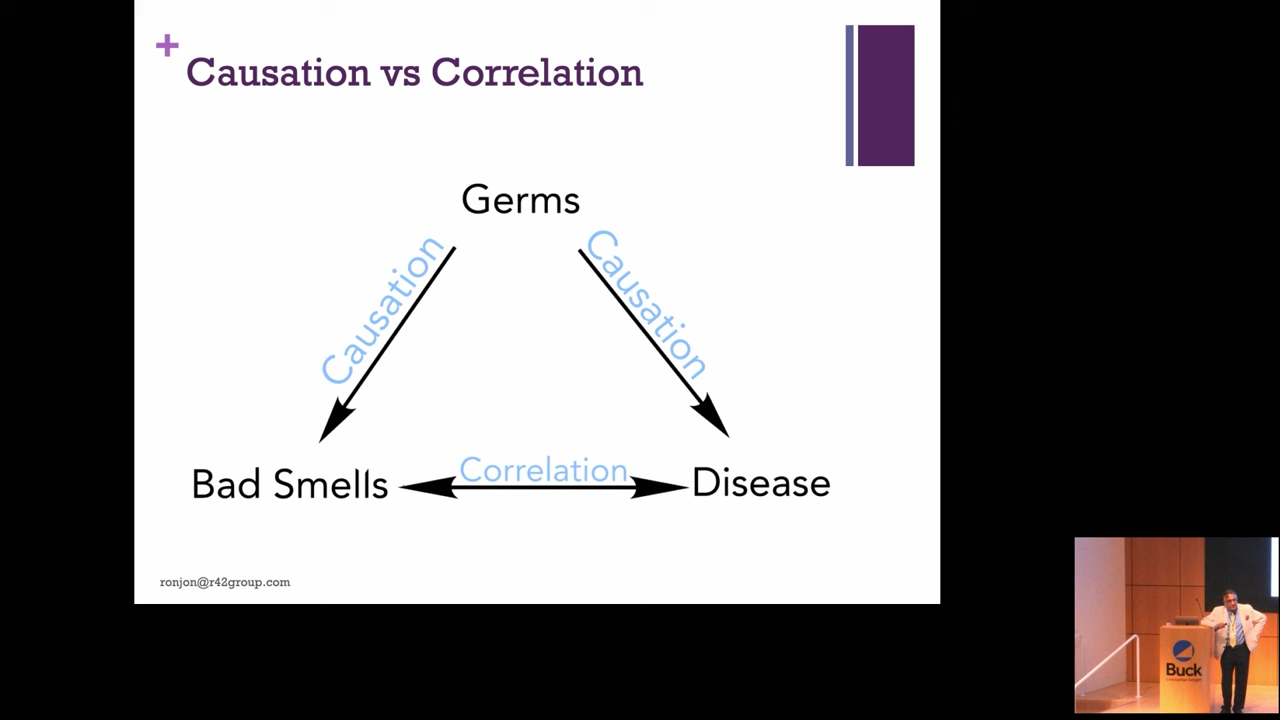 +
Causation vs Correlation
Germs
Causation
Causation
Bad Smells
Correlation
Disease
ronjon@r42group.com
Buck